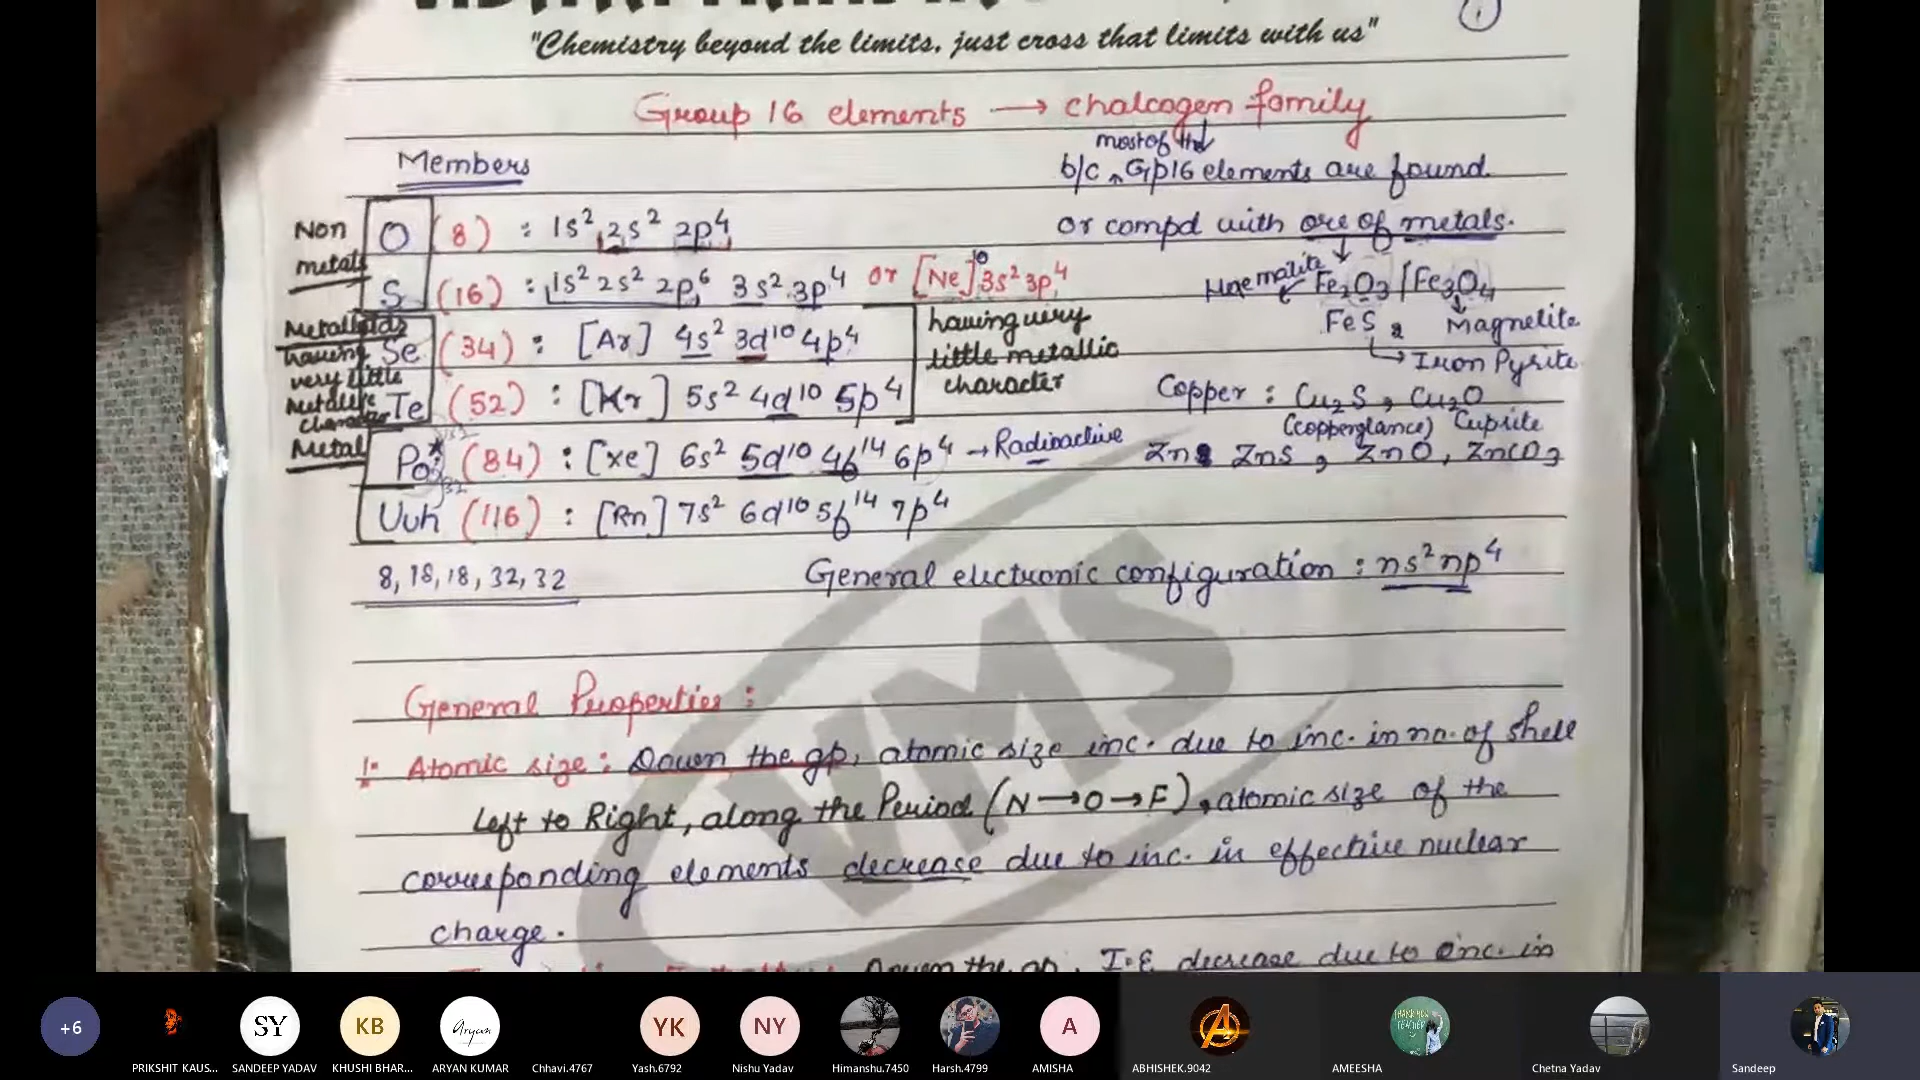 "Chemistry beyond the limits, just cross that limits with us"
1
Group 16 elements → chalcogen family
Members
most of the
b/c Gp16 elements are found
or compd with ore of metals.
Non metals
O (8) : 1s² 2s² 2p⁴
S (16) : 1s² 2s² 2p⁶ 3s² 3p⁴ or [Ne]¹⁰ 3s² 3p⁴
Haematite Fe₂O₃ / Fe₃O₄
FeS₂ Magnetite
→ Iron Pyrite
Metalloids having very little metallic character
Se (34) : [Ar] 4s² 3d¹⁰ 4p⁴
Te (52) : [Kr] 5s² 4d¹⁰ 5p⁴
having very
little metallic
character
Copper : Cu₂S, Cu₂O
(copperglance) Cuprite
Metal
Po* (84) : [xe] 6s² 5d¹⁰ 4f¹⁴ 6p⁴ → Radioactive
Zn ZnS, ZnO, ZnCO₃
Uuh (116) : [Rn] 7s² 6d¹⁰ 5f¹⁴ 7p⁴
8, 18, 18, 32, 32
General electronic configuration : ns² np⁴
General Properties :
1. Atomic size : Down the gp, atomic size inc. due to inc. in no. of shell
Left to Right, along the Period (N → O → F), atomic size of the
corresponding elements decrease due to inc. in effective nuclear
charge.
Down the gp, I.E decrease due to inc. in
VMS
+6
SY
KB
Aryan
YK
NY
A
PRIKSHIT KAUS...
SANDEEP YADAV
KHUSHI BHAR...
ARYAN KUMAR
Chhavi.4767
Yash.6792
Nishu Yadav
Himanshu.7450
Harsh.4799
AMISHA
ABHISHEK.9042
AMEESHA
Chetna Yadav
Sandeep